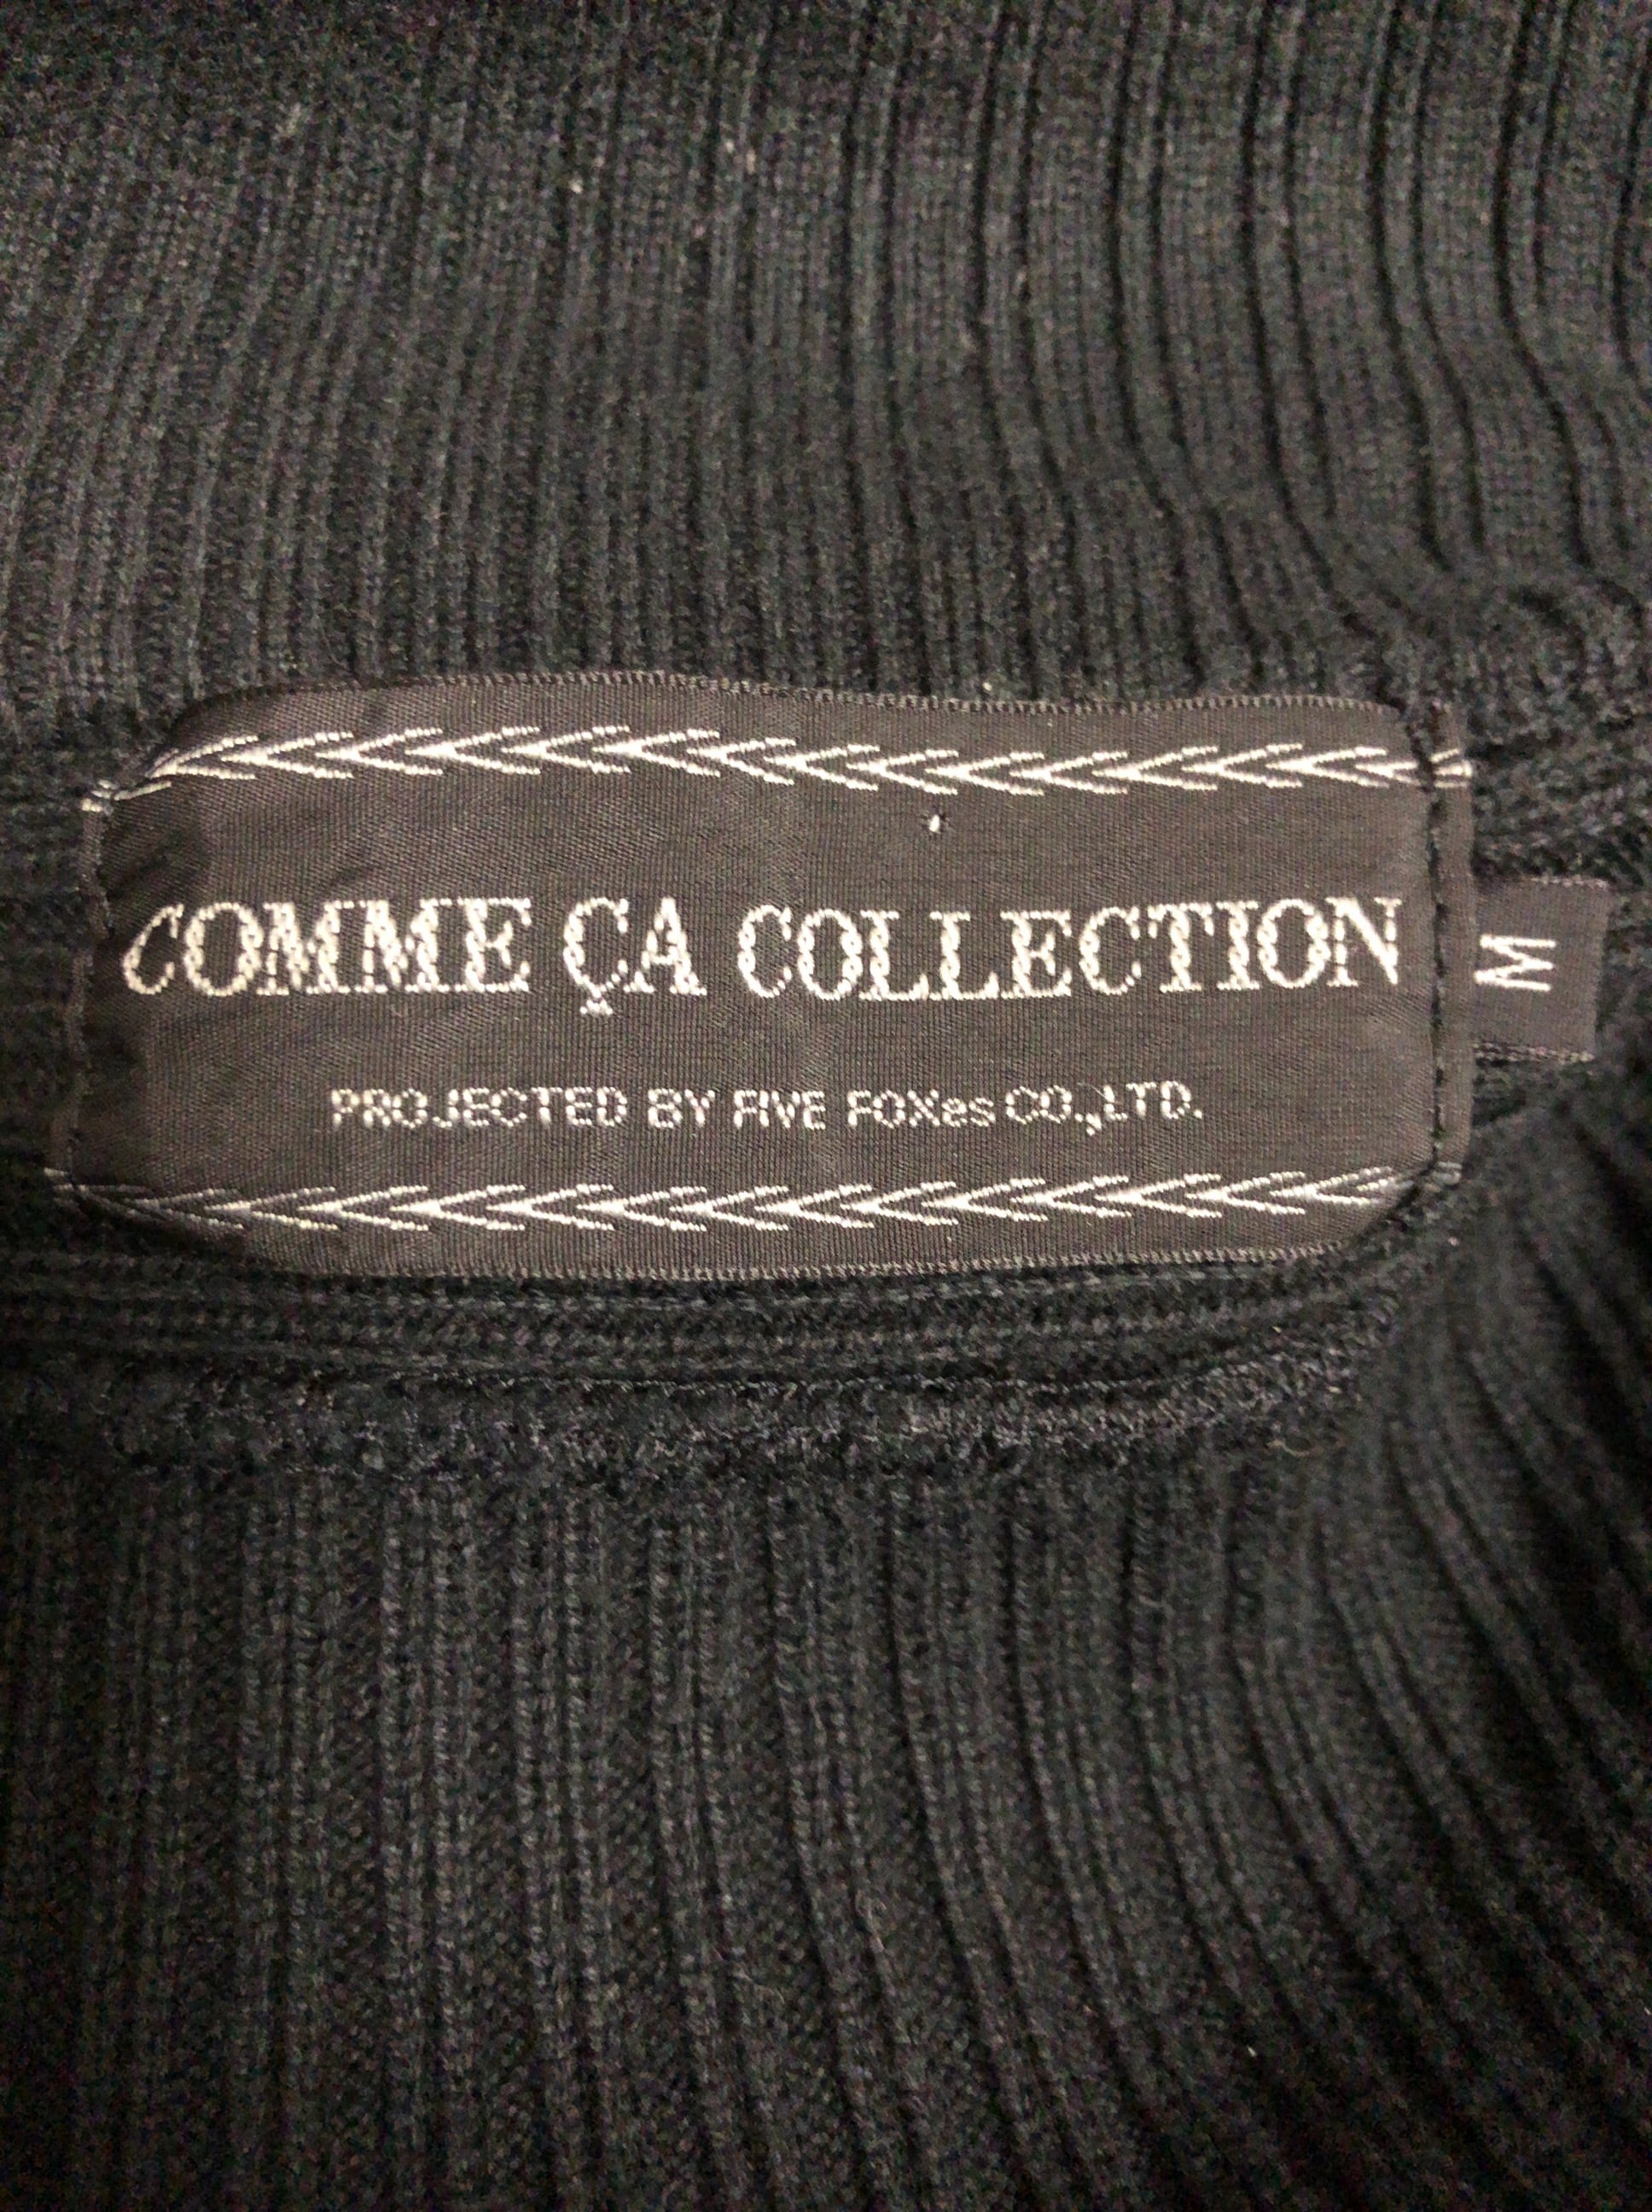 COMME ÇA COLLECTION
PROJECTED BY FIVE FOXes CO.,LTD.
M